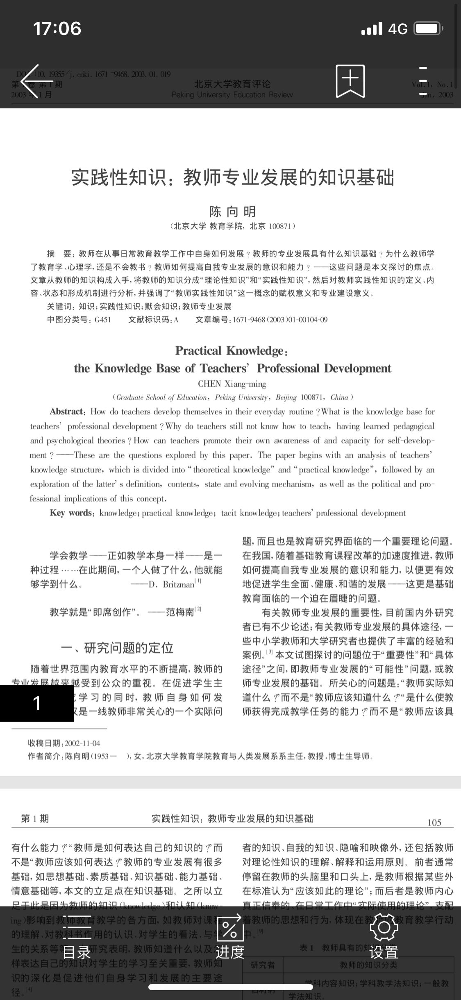 17:06
4G
DO :10. 19355/j. cnki. 1671 -9468. 2003. 01. 019
第 卷 第 1 期
北京大学教育评论
Vol. 1, No. 1
2003 年 1 月
Peking University Education Review
Jan. 2003
实践性知识：教师专业发展的知识基础
陈 向 明
（北京大学 教育学院，北京 100871）
摘 要：教师在从事日常教育教学工作中自身如何发展？教师的专业发展具有什么知识基础？为什么教师学
了教育学、心理学，还是不会教书？教师如何提高自我专业发展的意识和能力？——这些问题是本文探讨的焦点。
文章从教师的知识构成入手，将教师的知识分成“理论性知识”和“实践性知识”，然后对教师实践性知识的定义、内
容、状态和形成机制进行分析，并强调了“教师实践性知识”这一概念的赋权意义和专业建设意义。
关键词：知识；实践性知识；默会知识；教师专业发展
中图分类号：G451 文献标识码：A 文章编号：1671-9468(2003)01-00104-09
Practical Knowledge：
the Knowledge Base of Teachers’ Professional Development
CHEN Xiang-ming
（Graduate School of Education，Peking University，Beijing 100871，China）
Abstract：How do teachers develop themselves in their everyday routine？What is the knowledge base for
teachers’ professional development？Why do teachers still not know how to teach，having learned pedagogical
and psychological theories？How can teachers promote their own awareness of and capacity for self-develop-
ment？——These are the questions explored by this paper. The paper begins with an analysis of teachers’
knowledge structure，which is divided into “theoretical knowledge” and “practical knowledge”，followed by an
exploration of the latter’s definition，contents，state and evolving mechanism，as well as the political and pro-
fessional implications of this concept.
Key words：knowledge；practical knowledge；tacit knowledge；teachers’ professional development
学会教学——正如教学本身一样——是一
种过程……在此期间，一个人做了什么，他就能
够学到什么。 ——D. Britzman[1]
教学就是“即席创作”。——范梅南[2]
一、研究问题的定位
随着世界范围内教育水平的不断提高，教师的
专业发展越来越受到公众的重视。在促进学生主
学习的同时，教师自身如何发
仅是一线教师非常关心的一个实际问
题，而且也是教育研究界面临的一个重要理论问题。
在我国，随着基础教育课程改革的加速度推进，教师
如何提高自我专业发展的意识和能力，以便更有效
地促进学生全面、健康、和谐的发展——这更是基础
教育面临的一个迫在眉睫的问题。
有关教师专业发展的重要性，目前国内外研究
者已有不少论述；有关教师专业发展的具体途径，一
些中小学教师和大学研究者也提供了丰富的经验和
案例。[3]本文试图探讨的问题位于“重要性”和“具体
途径”之间，即教师专业发展的“可能性”问题，或教
师专业发展的基础。所关心的问题是：“教师实际知
道什么？”而不是“教师应该知道什么？”“是什么使教
师获得完成教学任务的能力？”而不是“教师应该具
1
收稿日期：2002-11-04
作者简介：陈向明(1953— )，女，北京大学教育学院教育与人类发展系系主任，教授、博士生导师。
第 1 期
实践性知识：教师专业发展的知识基础
105
有什么能力？”“教师是如何表达自己的知识的？”而
不是“教师应该如何表达？”教师的专业发展有很多
基础，如思想基础、素质基础、知识基础、能力基础、
情意基础等，本文的立足点在知识基础。之所以立
足于此是因为教师的知识(knowledge)和认知(know-
ing)影响到教师教育教学的各方面，如教师对课程
的理解、对教科书作用的认识、对学生的看法、与学
生的关系等等 研究表明，教师知道什么以及怎
样表达自己的知识对学生的学习至关重要，教师知
识的深化是促进他们自身学习和发展的主要途
径。[4]
者的知识、自我的知识、隐喻和映像外，还包括教师
对理论性知识的理解、解释和运用原则。前者通常
停留在教师的头脑里和口头上，是教师根据某些外
在标准认为“应该如此的理论”；而后者是教师内心
真正信奉的、在日常工作中“实际使用的理论”，支配
着教师的思想和行为，体现在教师的教育教学行动
中。[9]
表 1 教师具有的知识分类
研究者 教师的知识分类
学科内容知识；学科教学法知识；一般教
学法知识。
目录
进度
设置